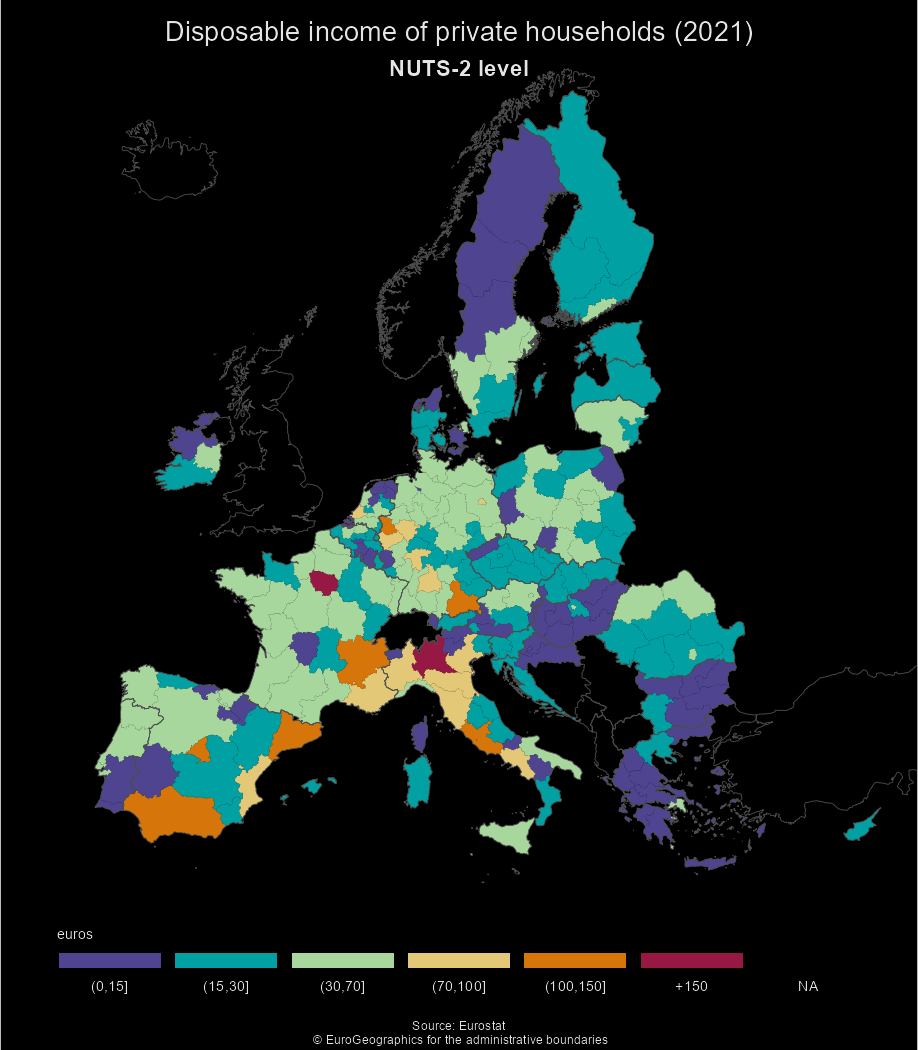 Disposable income of private households (2021)
NUTS-2 level
euros
(0,15]
(15,30]
(30,70]
(70,100]
(100,150]
+150
NA
Source: Eurostat
© EuroGeographics for the administrative boundaries